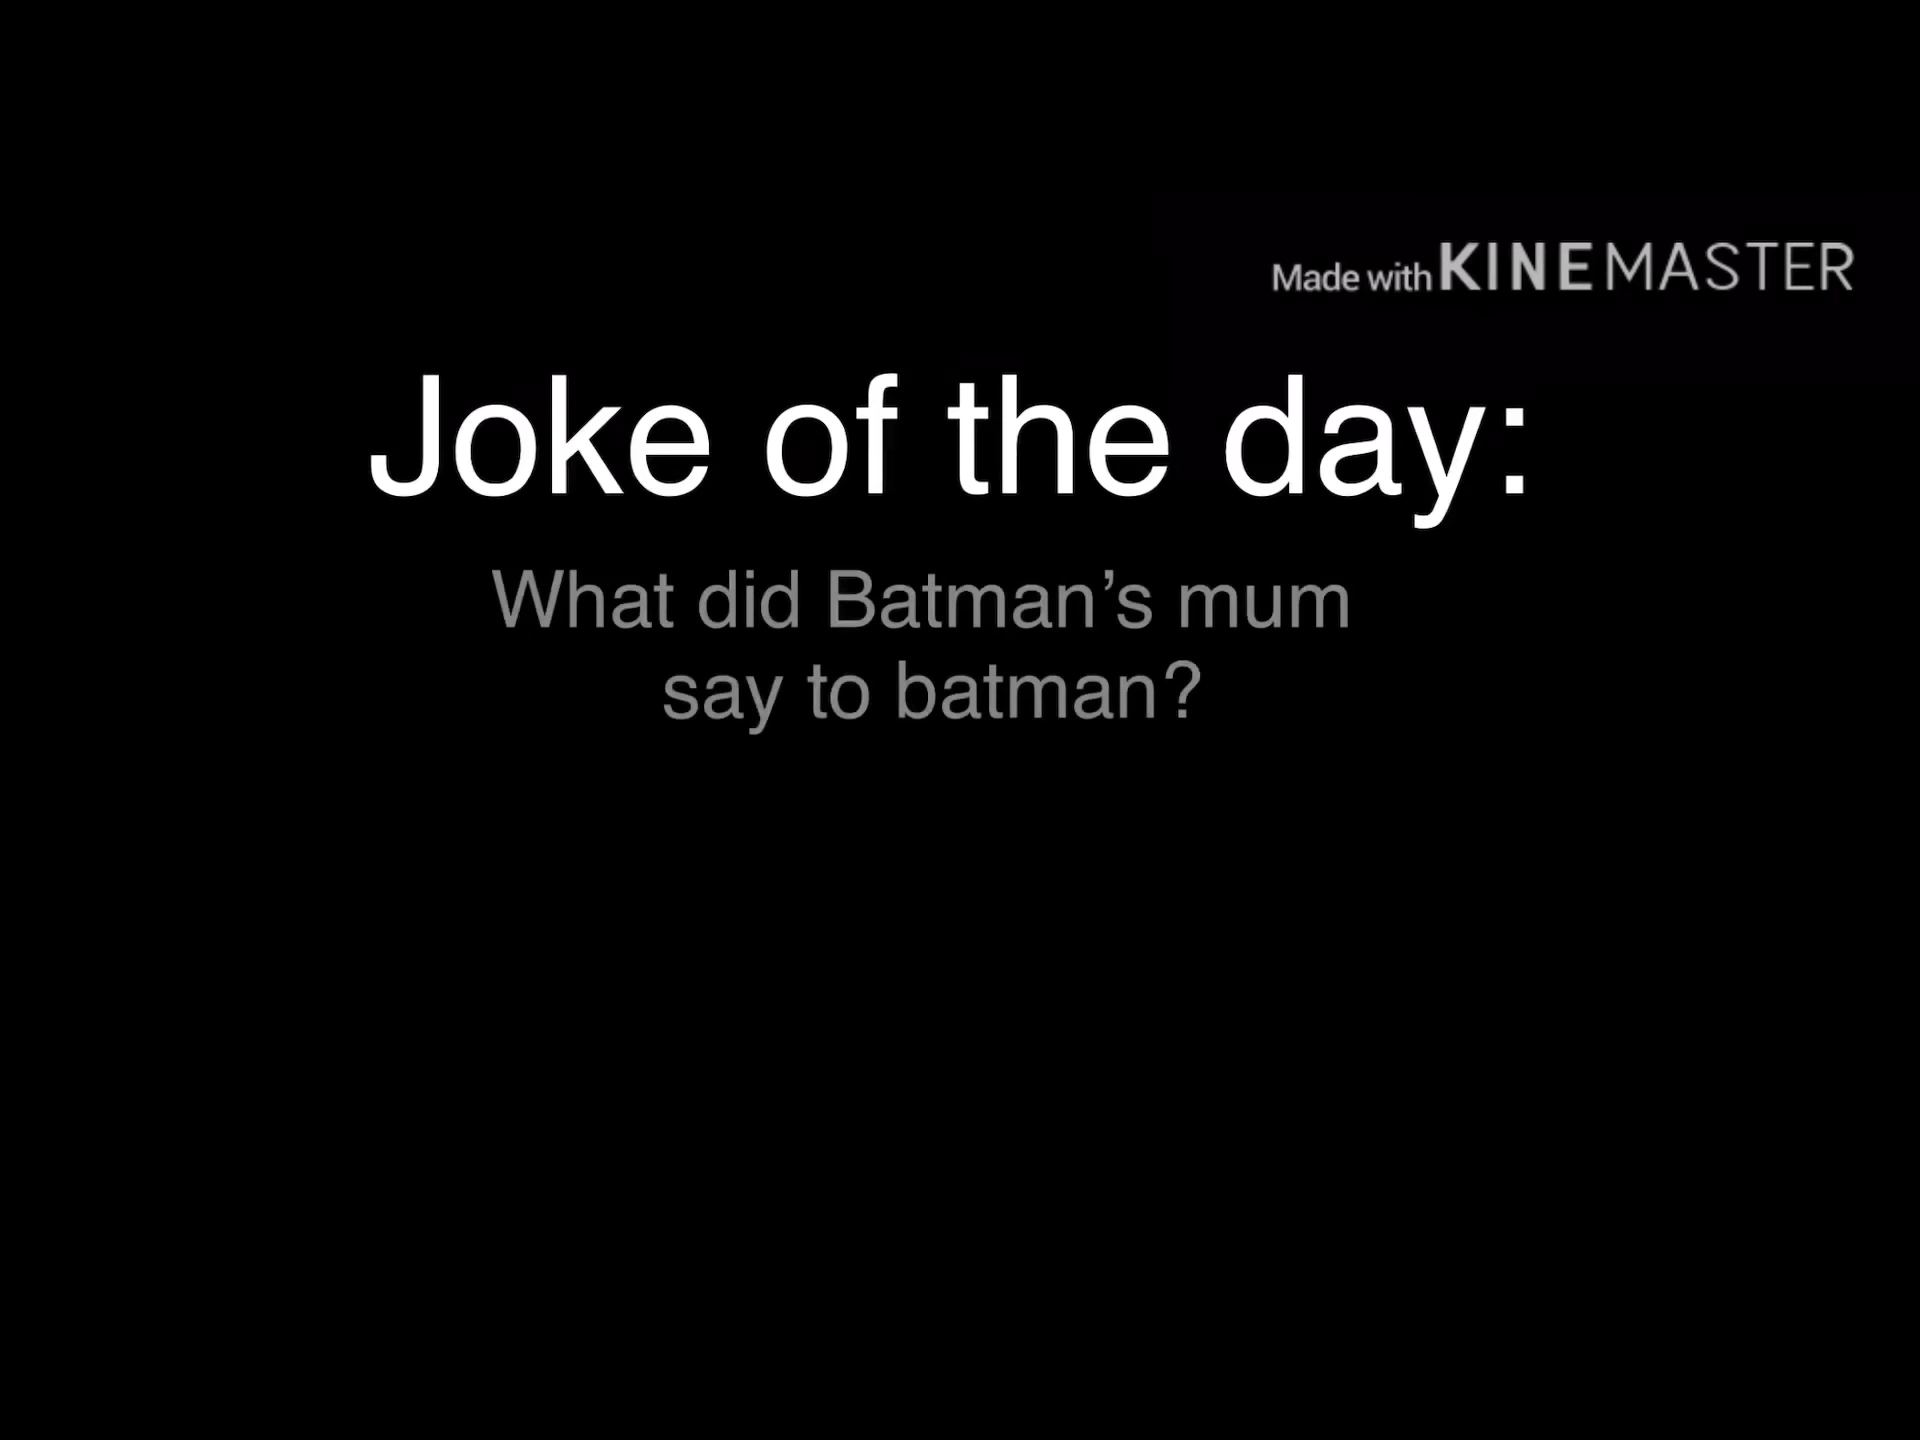 Made with KINEMASTER
Joke of the day:
What did Batman’s mum
say to batman?